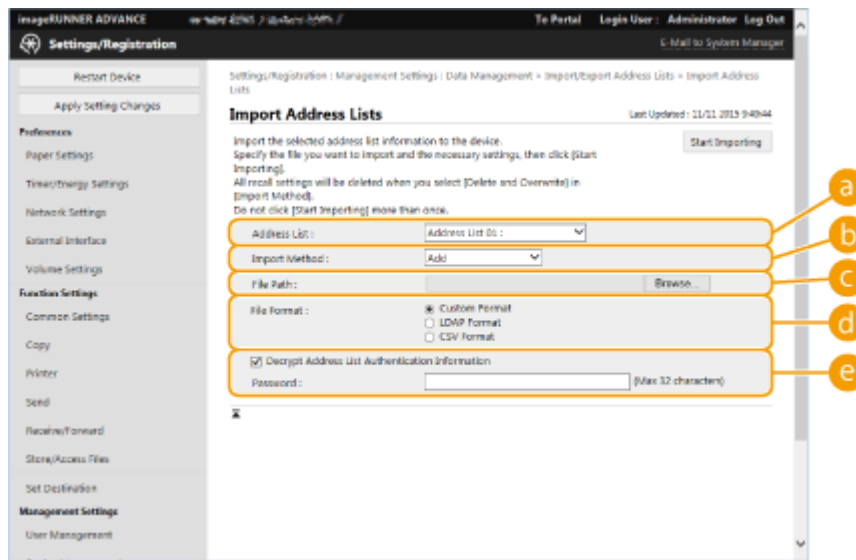 imageRUNNER ADVANCE
To Portal Login User : Administrator Log Out
Settings/Registration
E-Mail to System Manager
Restart Device
Apply Setting Changes
Preferences
Paper Settings
Timer/Energy Settings
Network Settings
External Interface
Volume Settings
Function Settings
Common Settings
Copy
Printer
Send
Receive/Forward
Store/Access Files
Set Destination
Management Settings
User Management
Settings/Registration : Management Settings : Data Management > Import/Export Address Lists > Import Address
Lists
Import Address Lists
Last Updated : 11/11 2015 9:49:44
Import the selected address list information to the device.
Specify the file you want to import and the necessary settings, then click [Start
Importing].
All recall settings will be deleted when you select [Delete and Overwrite] in
[Import Method].
Do not click [Start Importing] more than once.
Start Importing
Address List : Address List 01 :
a
Import Method : Add
b
File Path : Browse...
c
File Format : Custom Format
LDAP Format
CSV Format
d
Decrypt Address List Authentication Information
Password : (Max 32 characters)
e